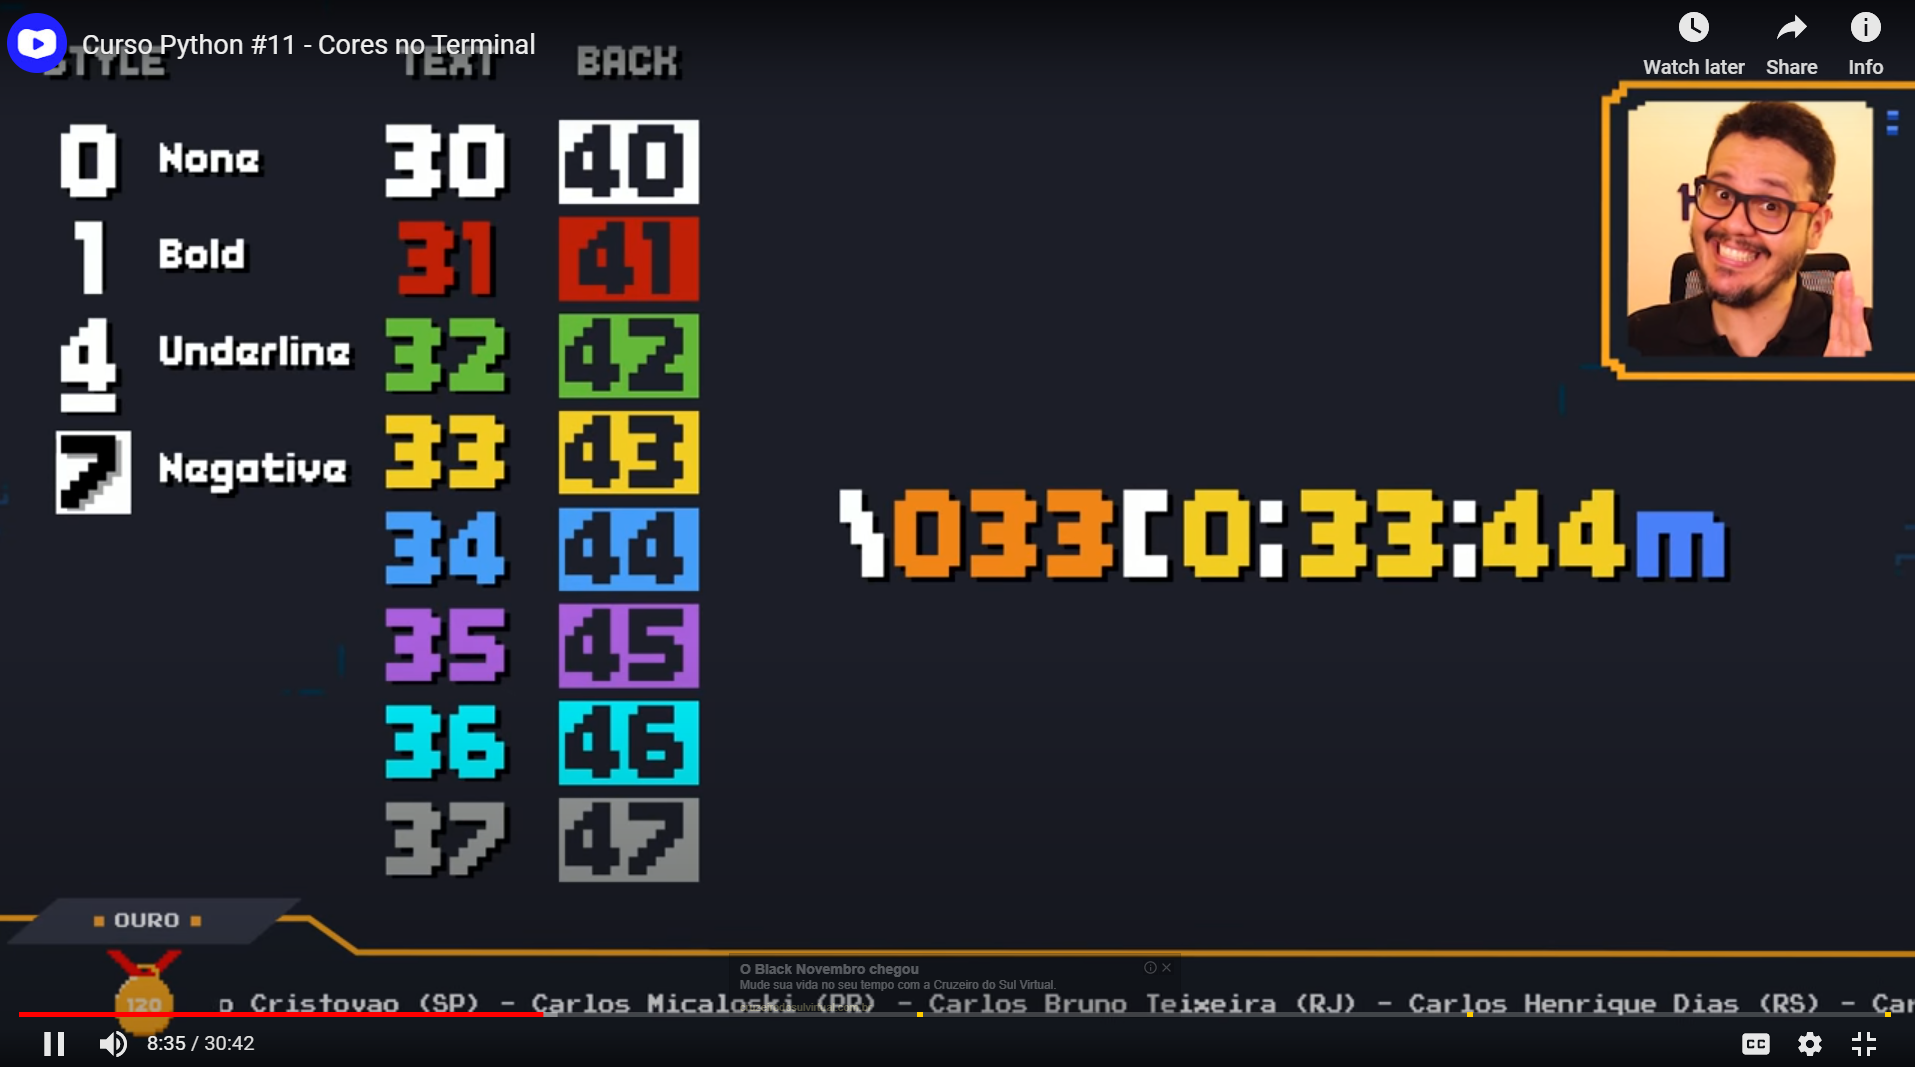 Curso Python #11 - Cores no Terminal
Watch later
Share
Info
STYLE TEXT BACK
0 None 30 40
1 Bold 31 41
4 Underline 32 42
7 Negative 33 43
34 44
35 45
36 46
37 47
\033[0;33;44m
OURO
120
o Cristovao (SP) - Carlos Micaloski (PR) - Carlos Bruno Teixeira (RJ) - Carlos Henrique Dias (RS) - Car
O Black Novembro chegou
Mude sua vida no seu tempo com a Cruzeiro do Sul Virtual.
8:35 / 30:42
CC